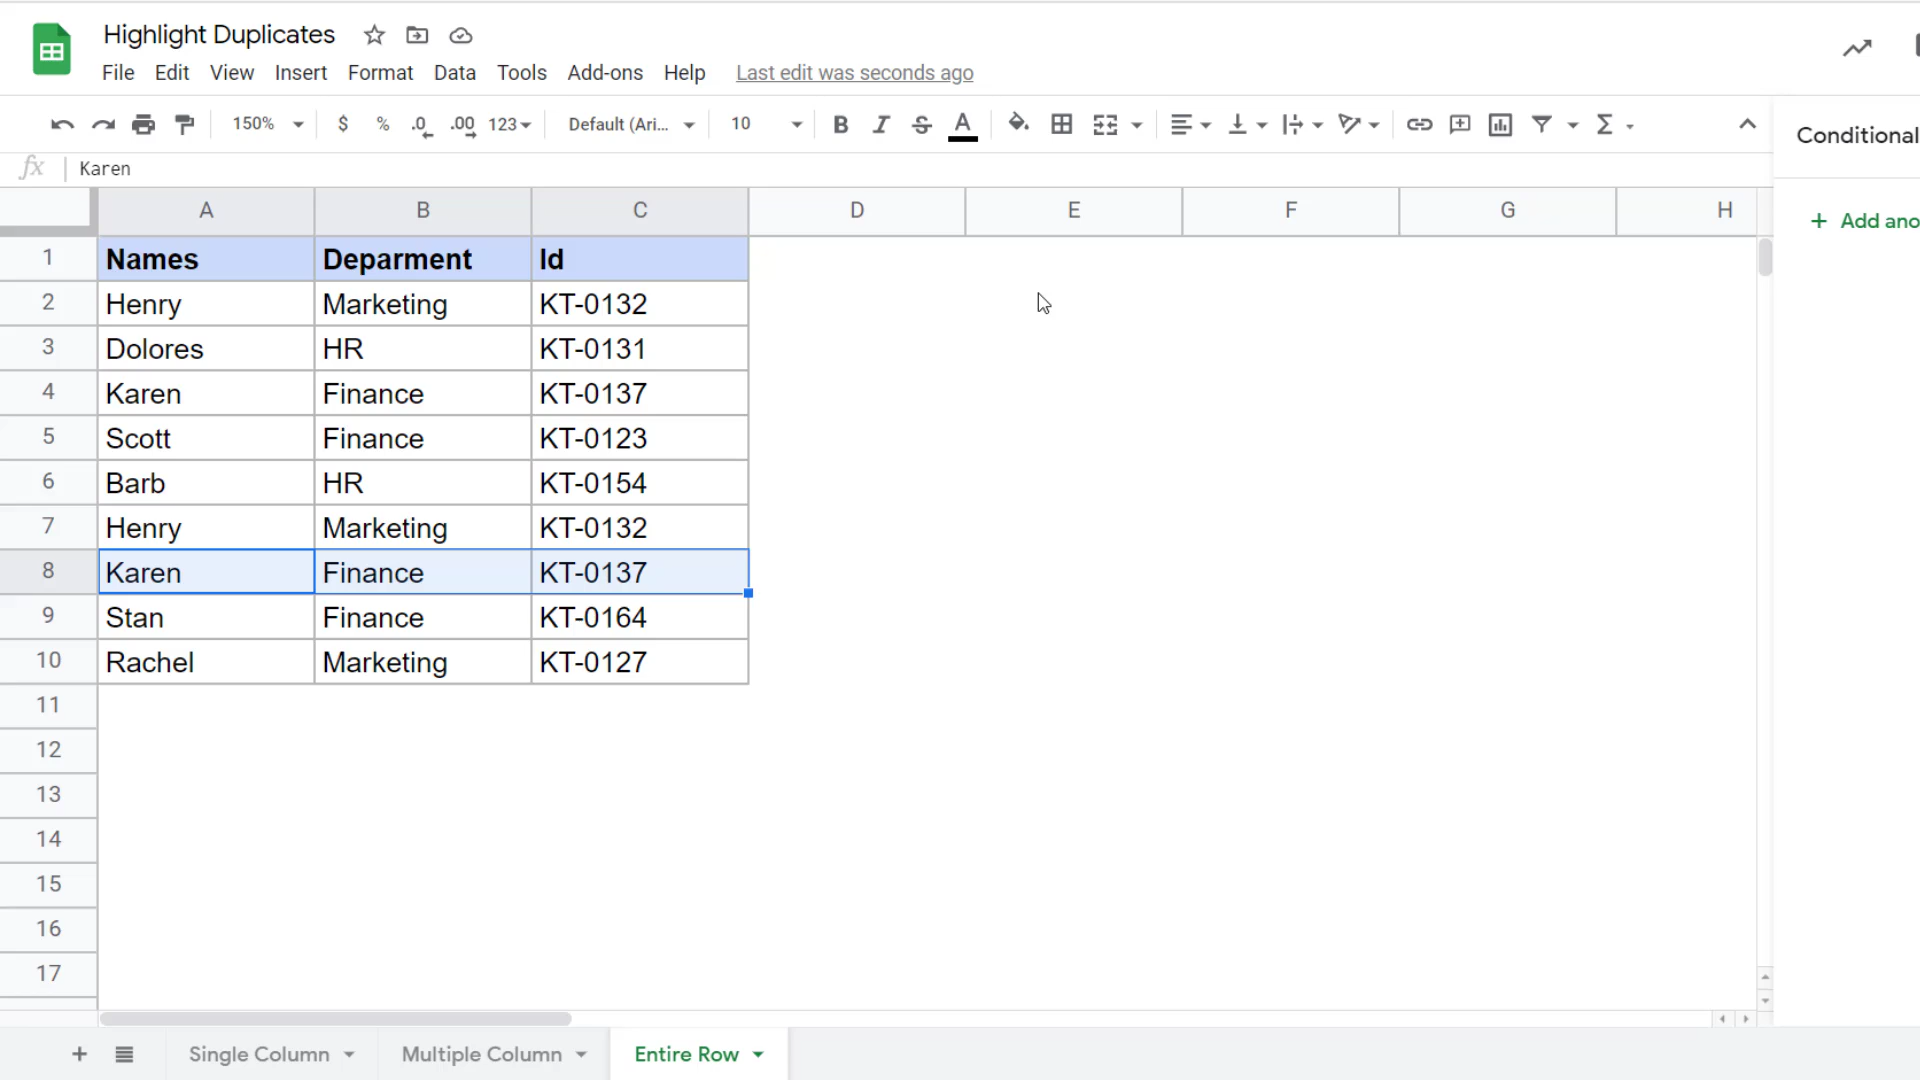 Highlight Duplicates
File Edit View Insert Format Data Tools Add-ons Help Last edit was seconds ago
150% $ % .0 .00 123 Default (Ari... 10 B I S A Σ
Conditional
fx Karen
+ Add ano
A B C D E F G H
1 Names Deparment Id
2 Henry Marketing KT-0132
3 Dolores HR KT-0131
4 Karen Finance KT-0137
5 Scott Finance KT-0123
6 Barb HR KT-0154
7 Henry Marketing KT-0132
8 Karen Finance KT-0137
9 Stan Finance KT-0164
10 Rachel Marketing KT-0127
11
12
13
14
15
16
17
+ Single Column Multiple Column Entire Row